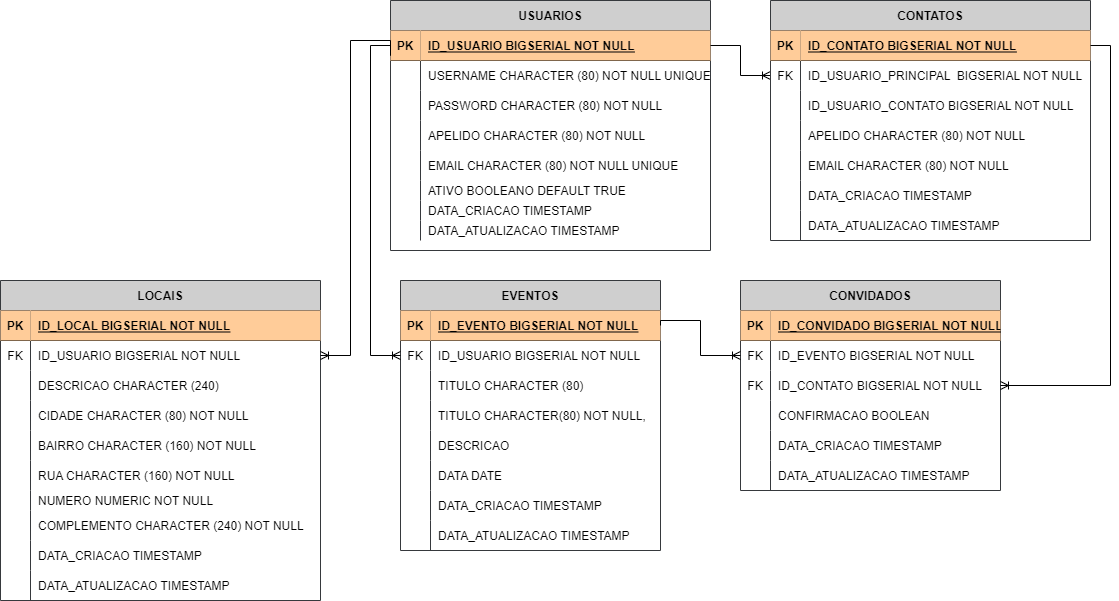 USUARIOS
PK ID_USUARIO BIGSERIAL NOT NULL
USERNAME CHARACTER (80) NOT NULL UNIQUE
PASSWORD CHARACTER (80) NOT NULL
APELIDO CHARACTER (80) NOT NULL
EMAIL CHARACTER (80) NOT NULL UNIQUE
ATIVO BOOLEANO DEFAULT TRUE
DATA_CRIACAO TIMESTAMP
DATA_ATUALIZACAO TIMESTAMP
CONTATOS
PK ID_CONTATO BIGSERIAL NOT NULL
FK ID_USUARIO_PRINCIPAL BIGSERIAL NOT NULL
ID_USUARIO_CONTATO BIGSERIAL NOT NULL
APELIDO CHARACTER (80) NOT NULL
EMAIL CHARACTER (80) NOT NULL
DATA_CRIACAO TIMESTAMP
DATA_ATUALIZACAO TIMESTAMP
LOCAIS
PK ID_LOCAL BIGSERIAL NOT NULL
FK ID_USUARIO BIGSERIAL NOT NULL
DESCRICAO CHARACTER (240)
CIDADE CHARACTER (80) NOT NULL
BAIRRO CHARACTER (160) NOT NULL
RUA CHARACTER (160) NOT NULL
NUMERO NUMERIC NOT NULL
COMPLEMENTO CHARACTER (240) NOT NULL
DATA_CRIACAO TIMESTAMP
DATA_ATUALIZACAO TIMESTAMP
EVENTOS
PK ID_EVENTO BIGSERIAL NOT NULL
FK ID_USUARIO BIGSERIAL NOT NULL
TITULO CHARACTER (80)
TITULO CHARACTER(80) NOT NULL,
DESCRICAO
DATA DATE
DATA_CRIACAO TIMESTAMP
DATA_ATUALIZACAO TIMESTAMP
CONVIDADOS
PK ID_CONVIDADO BIGSERIAL NOT NULL
FK ID_EVENTO BIGSERIAL NOT NULL
FK ID_CONTATO BIGSERIAL NOT NULL
CONFIRMACAO BOOLEAN
DATA_CRIACAO TIMESTAMP
DATA_ATUALIZACAO TIMESTAMP